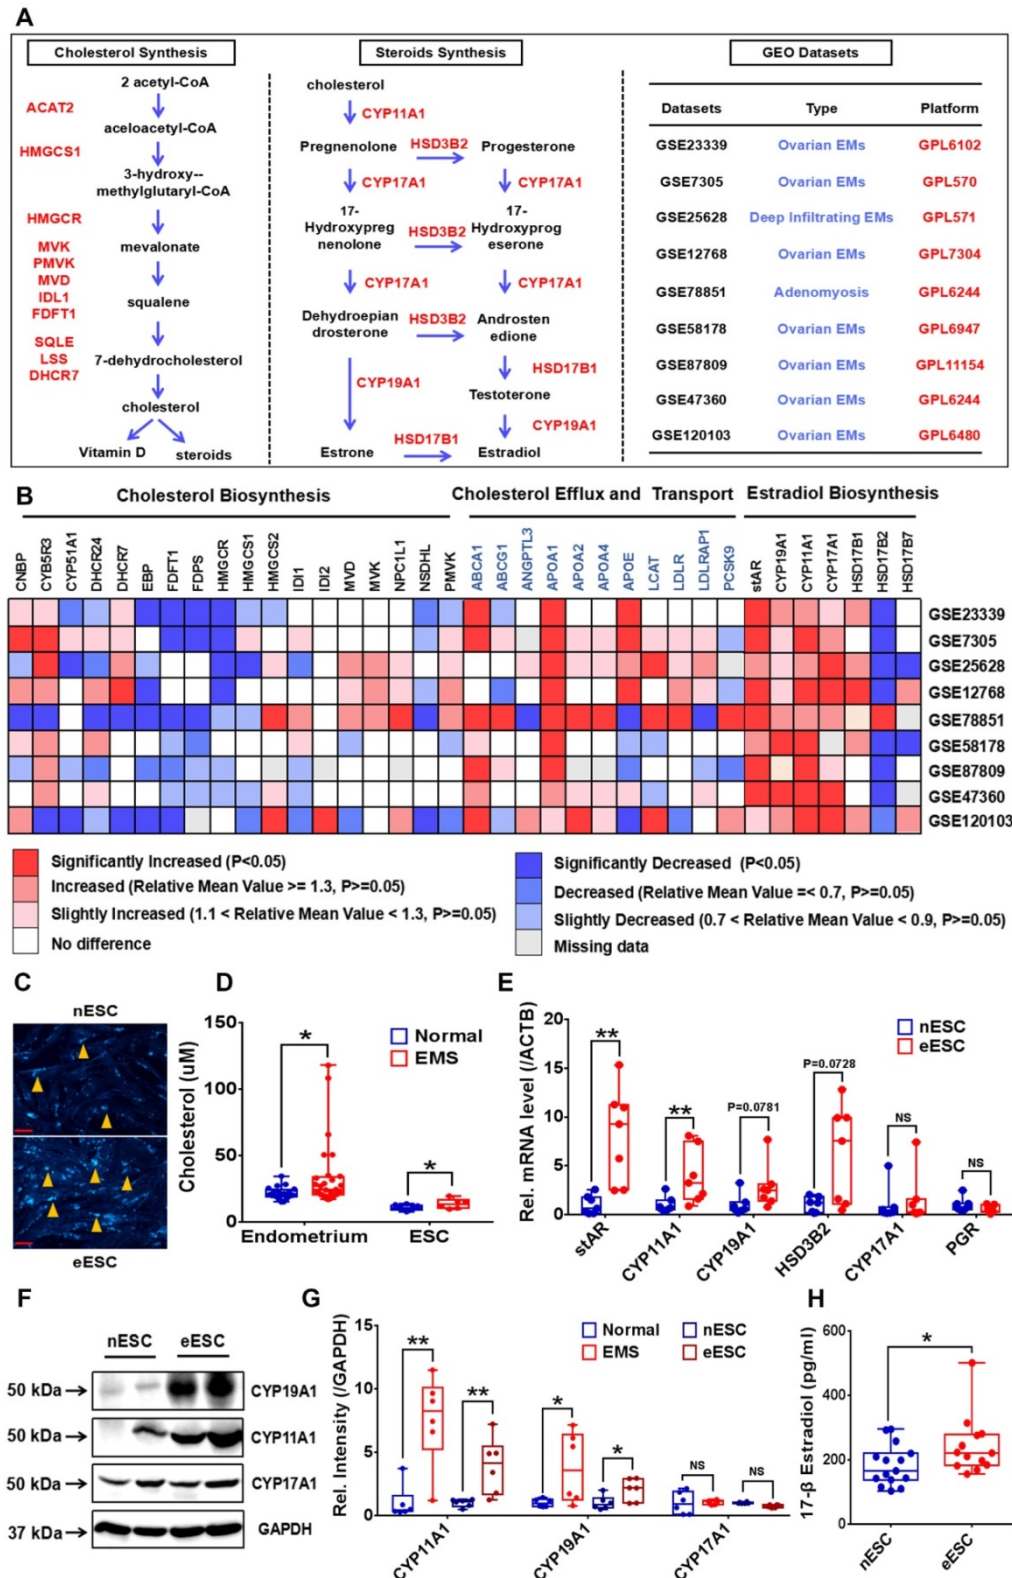 A
Cholesterol Synthesis
2 acetyl-CoA
ACAT2
aceloacetyl-CoA
HMGCS1
3-hydroxy--
methylglutaryl-CoA
HMGCR
mevalonate
MVK
PMVK
MVD
IDL1
FDFT1
squalene
SQLE
LSS
DHCR7
7-dehydrocholesterol
cholesterol
Vitamin D
steroids
Steroids Synthesis
cholesterol
CYP11A1
Pregnenolone
HSD3B2
Progesterone
CYP17A1
CYP17A1
17-
Hydroxypreg
nenolone
HSD3B2
17-
Hydroxyprog
eserone
CYP17A1
CYP17A1
Dehydroepian
drosterone
HSD3B2
Androsten
edione
HSD17B1
CYP19A1
Testoterone
CYP19A1
Estrone
HSD17B1
Estradiol
GEO Datasets
Datasets Type Platform
GSE23339 Ovarian EMs GPL6102
GSE7305 Ovarian EMs GPL570
GSE25628 Deep Infiltrating EMs GPL571
GSE12768 Ovarian EMs GPL7304
GSE78851 Adenomyosis GPL6244
GSE58178 Ovarian EMs GPL6947
GSE87809 Ovarian EMs GPL11154
GSE47360 Ovarian EMs GPL6244
GSE120103 Ovarian EMs GPL6480
B
Cholesterol Biosynthesis
Cholesterol Efflux and Transport
Estradiol Biosynthesis
CNBP
CYB5R3
CYP51A1
DHCR24
DHCR7
EBP
FDFT1
FDPS
HMGCR
HMGCS1
HMGCS2
IDI1
IDI2
MVD
MVK
NPC1L1
NSDHL
PMVK
ABCA1
ABCG1
ANGPTL3
APOA1
APOA2
APOA4
APOE
LCAT
LDLR
LDLRAP1
PCSK9
stAR
CYP19A1
CYP11A1
CYP17A1
HSD17B1
HSD17B2
HSD17B7
GSE23339
GSE7305
GSE25628
GSE12768
GSE78851
GSE58178
GSE87809
GSE47360
GSE120103
Significantly Increased (P<0.05)
Increased (Relative Mean Value >= 1.3, P>=0.05)
Slightly Increased (1.1 < Relative Mean Value < 1.3, P>=0.05)
No difference
Significantly Decreased (P<0.05)
Decreased (Relative Mean Value =< 0.7, P>=0.05)
Slightly Decreased (0.7 < Relative Mean Value < 0.9, P>=0.05)
Missing data
C
nESC
eESC
D
Cholesterol (uM)
150
100
50
0
Normal
EMS
*
*
Endometrium
ESC
E
Rel. mRNA level (/ACTB)
20
15
10
5
0
nESC
eESC
**
**
P=0.0781
P=0.0728
NS
NS
stAR
CYP11A1
CYP19A1
HSD3B2
CYP17A1
PGR
F
nESC eESC
50 kDa CYP19A1
50 kDa CYP11A1
50 kDa CYP17A1
37 kDa GAPDH
G
Rel. Intensity (/GAPDH)
15
10
5
0
Normal
EMS
nESC
eESC
**
**
*
*
NS
NS
CYP11A1
CYP19A1
CYP17A1
H
17-β Estradiol (pg/ml)
600
400
200
0
*
nESC
eESC